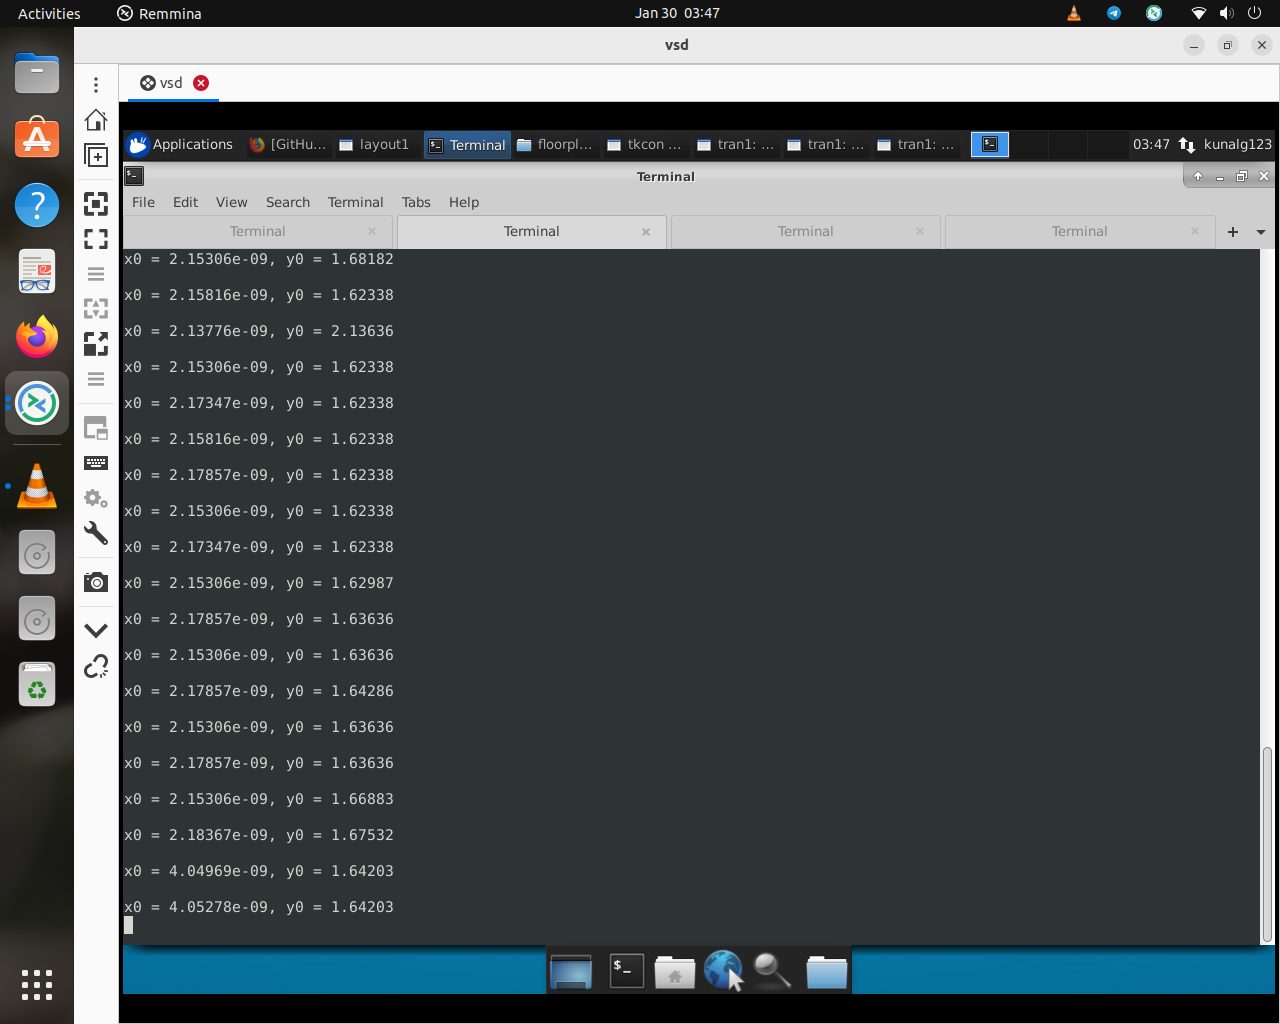 Activities Remmina Jan 30 03:47
vsd
vsd
Applications [GitHu... layout1 Terminal floorpl... tkcon ... tran1: ... tran1: ... tran1: ... 03:47 kunalg123
Terminal
File Edit View Search Terminal Tabs Help
Terminal Terminal Terminal Terminal
x0 = 2.15306e-09, y0 = 1.68182
x0 = 2.15816e-09, y0 = 1.62338
x0 = 2.13776e-09, y0 = 2.13636
x0 = 2.15306e-09, y0 = 1.62338
x0 = 2.17347e-09, y0 = 1.62338
x0 = 2.15816e-09, y0 = 1.62338
x0 = 2.17857e-09, y0 = 1.62338
x0 = 2.15306e-09, y0 = 1.62338
x0 = 2.17347e-09, y0 = 1.62338
x0 = 2.15306e-09, y0 = 1.62987
x0 = 2.17857e-09, y0 = 1.63636
x0 = 2.15306e-09, y0 = 1.63636
x0 = 2.17857e-09, y0 = 1.64286
x0 = 2.15306e-09, y0 = 1.63636
x0 = 2.17857e-09, y0 = 1.63636
x0 = 2.15306e-09, y0 = 1.66883
x0 = 2.18367e-09, y0 = 1.67532
x0 = 4.04969e-09, y0 = 1.64203
x0 = 4.05278e-09, y0 = 1.64203